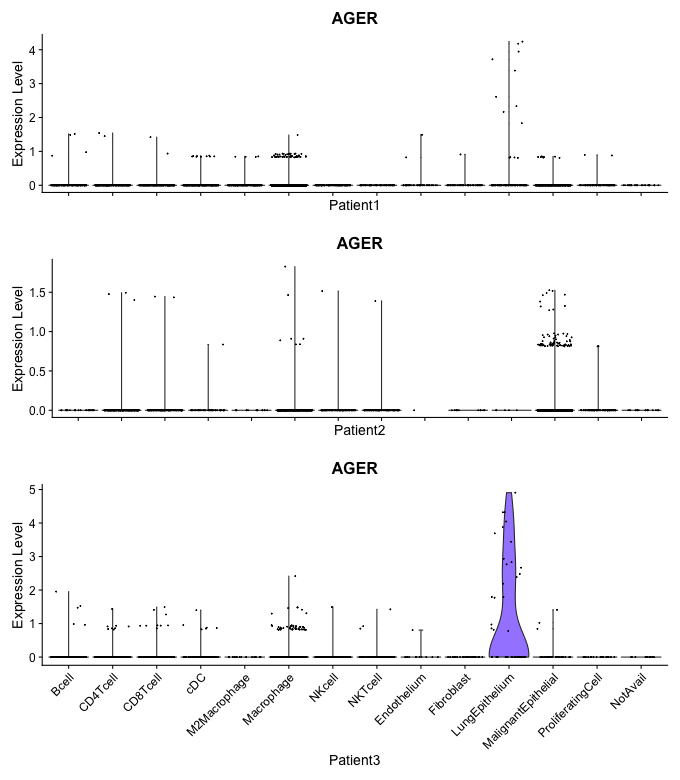 AGER
Expression Level
4
3
2
1
0
Patient1
AGER
Expression Level
1.5
1.0
0.5
0.0
Patient2
AGER
Expression Level
5
4
3
2
1
0
Bcell
CD4Tcell
CD8Tcell
cDC
M2Macrophage
Macrophage
NKcell
NKTcell
Endothelium
Fibroblast
LungEpithelium
MalignantEpithelial
ProliferatingCell
NotAvail
Patient3